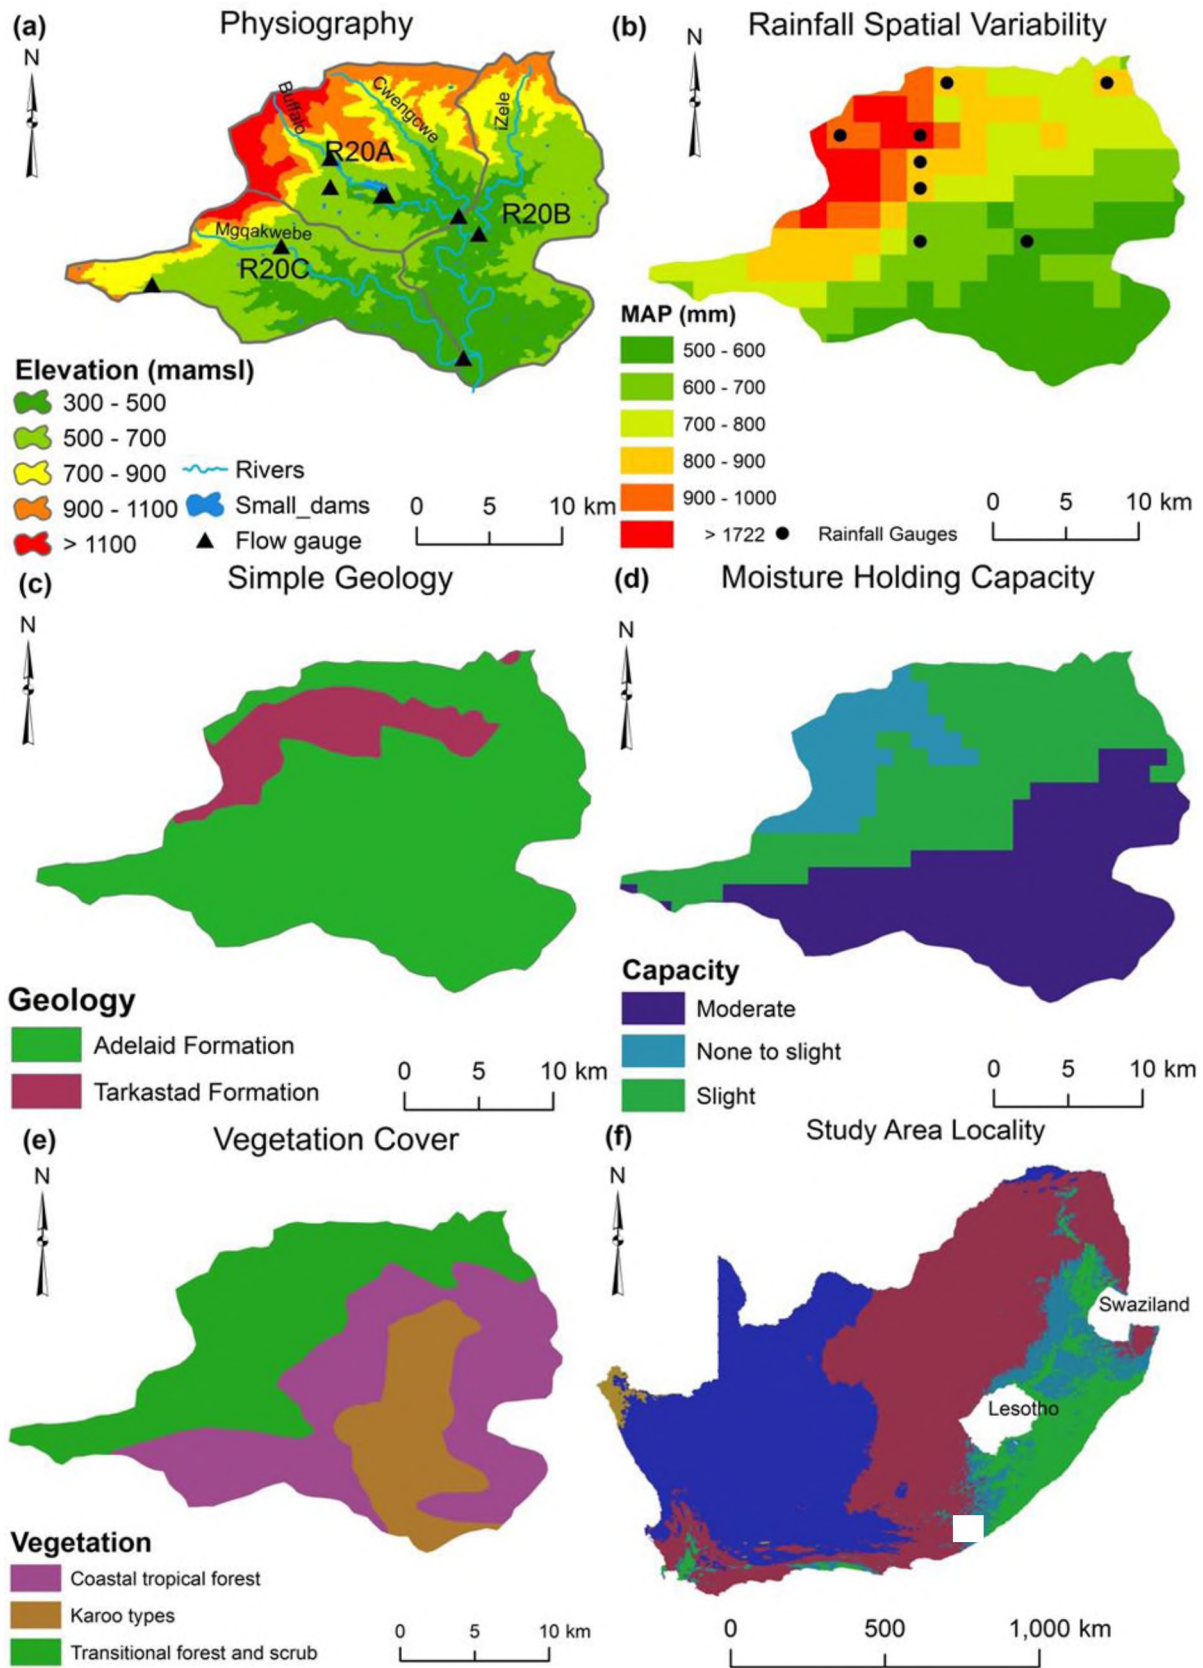 (a) Physiography
N
Buffalo
Cwengcwe
iZele
R20A
R20B
Mgqakwebe
R20C
Elevation (mamsl)
300 - 500
500 - 700
700 - 900
900 - 1100
> 1100
Rivers
Small_dams
Flow gauge
0 5 10 km
(b) Rainfall Spatial Variability
N
MAP (mm)
500 - 600
600 - 700
700 - 800
800 - 900
900 - 1000
> 1722
Rainfall Gauges
0 5 10 km
(c) Simple Geology
N
Geology
Adelaid Formation
Tarkastad Formation
0 5 10 km
(d) Moisture Holding Capacity
N
Capacity
Moderate
None to slight
Slight
0 5 10 km
(e) Vegetation Cover
N
Vegetation
Coastal tropical forest
Karoo types
Transitional forest and scrub
0 5 10 km
(f) Study Area Locality
N
Swaziland
Lesotho
0 500 1,000 km